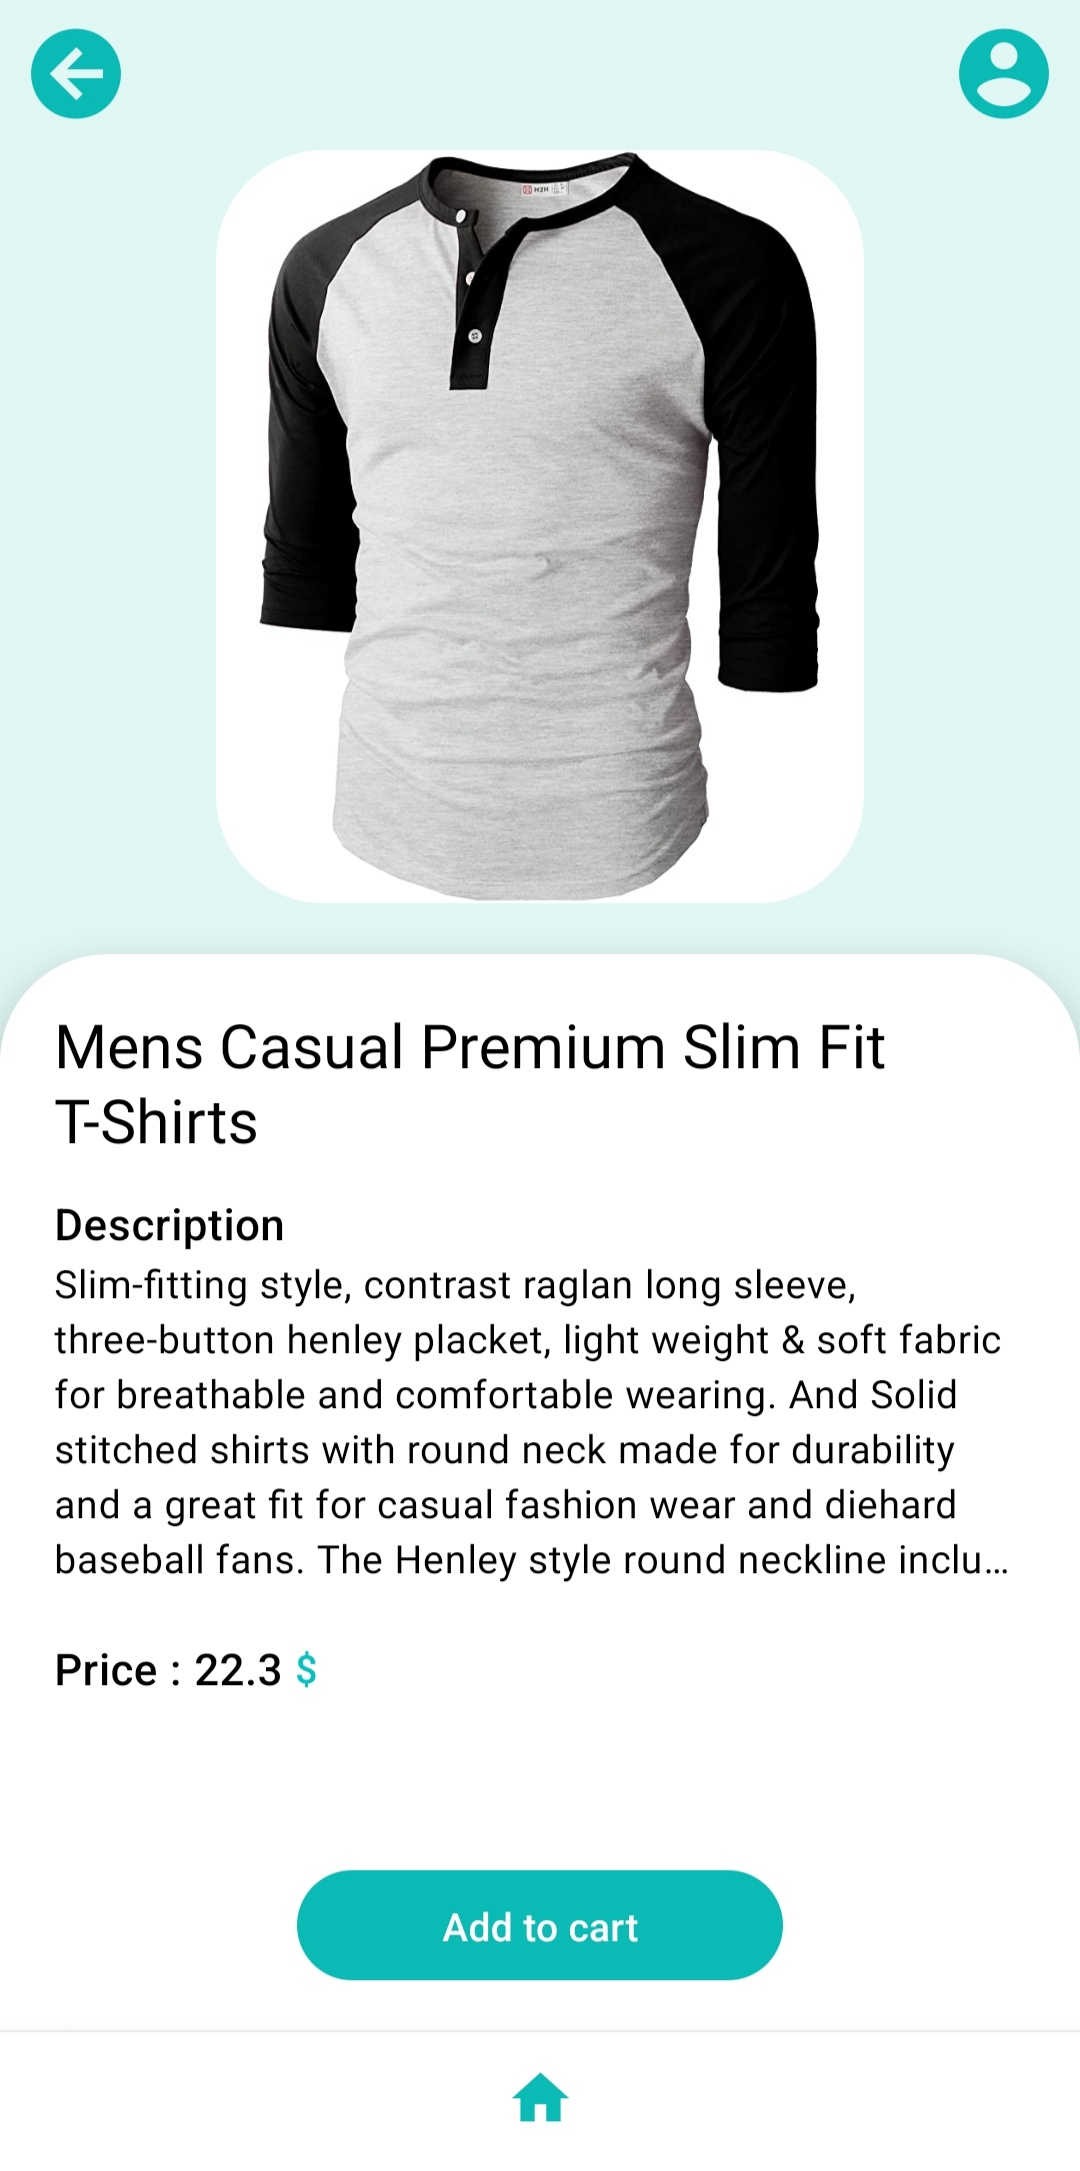 H2H
Mens Casual Premium Slim Fit
T-Shirts
Description
Slim-fitting style, contrast raglan long sleeve,
three-button henley placket, light weight & soft fabric
for breathable and comfortable wearing. And Solid
stitched shirts with round neck made for durability
and a great fit for casual fashion wear and diehard
baseball fans. The Henley style round neckline inclu…
Price : 22.3 $
Add to cart